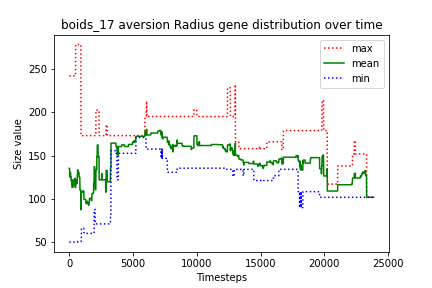 boids_17 aversion Radius gene distribution over time
max
mean
min
Size value
250
200
150
100
50
0
5000
10000
15000
20000
25000
Timesteps